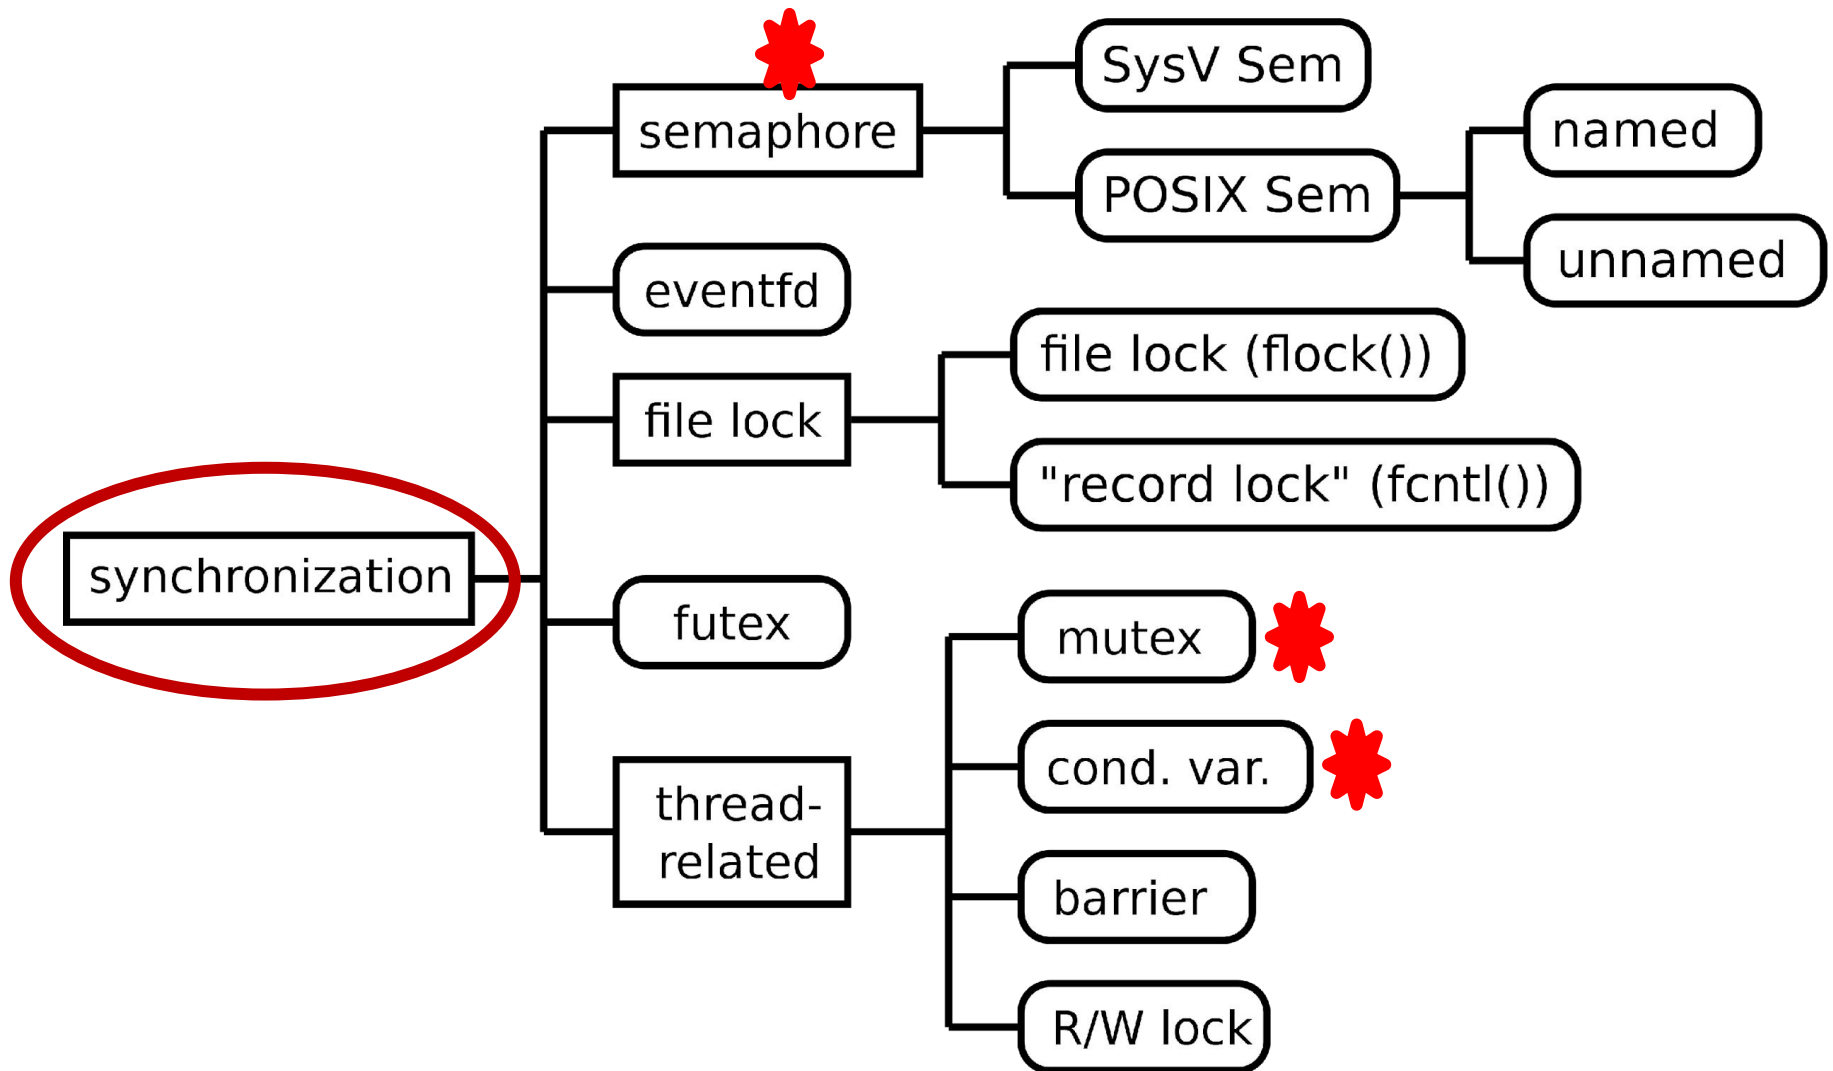 synchronization
semaphore
SysV Sem
POSIX Sem
named
unnamed
eventfd
file lock
file lock (flock())
"record lock" (fcntl())
futex
thread-
related
mutex
cond. var.
barrier
R/W lock